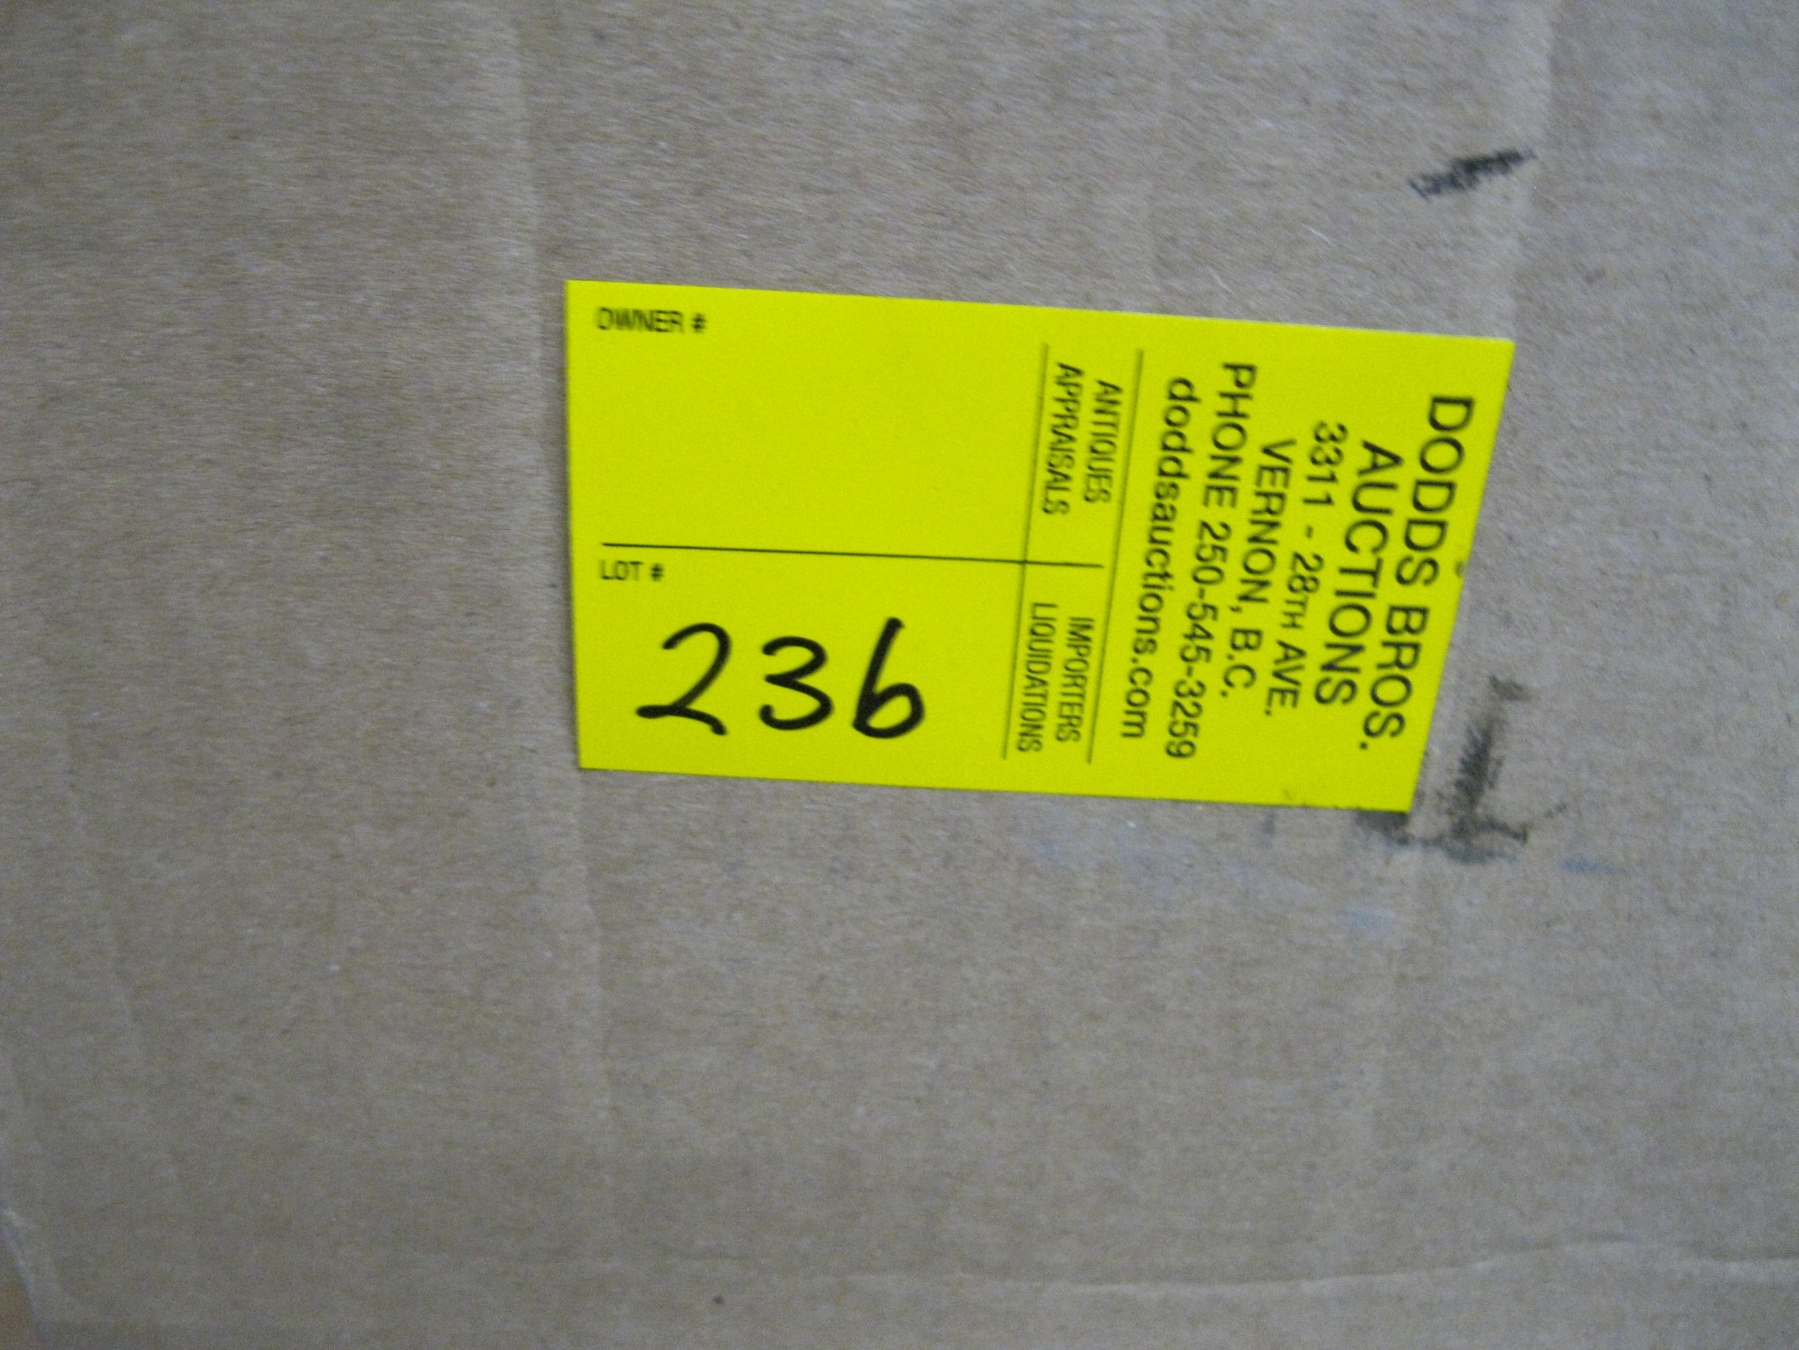 DODDS BROS.
AUCTIONS
3311 - 28TH AVE.
VERNON, B.C.
PHONE 250-545-3259
doddsauctions.com
ANTIQUES
APPRAISALS
IMPORTERS
LIQUIDATIONS
OWNER #
LOT #
236